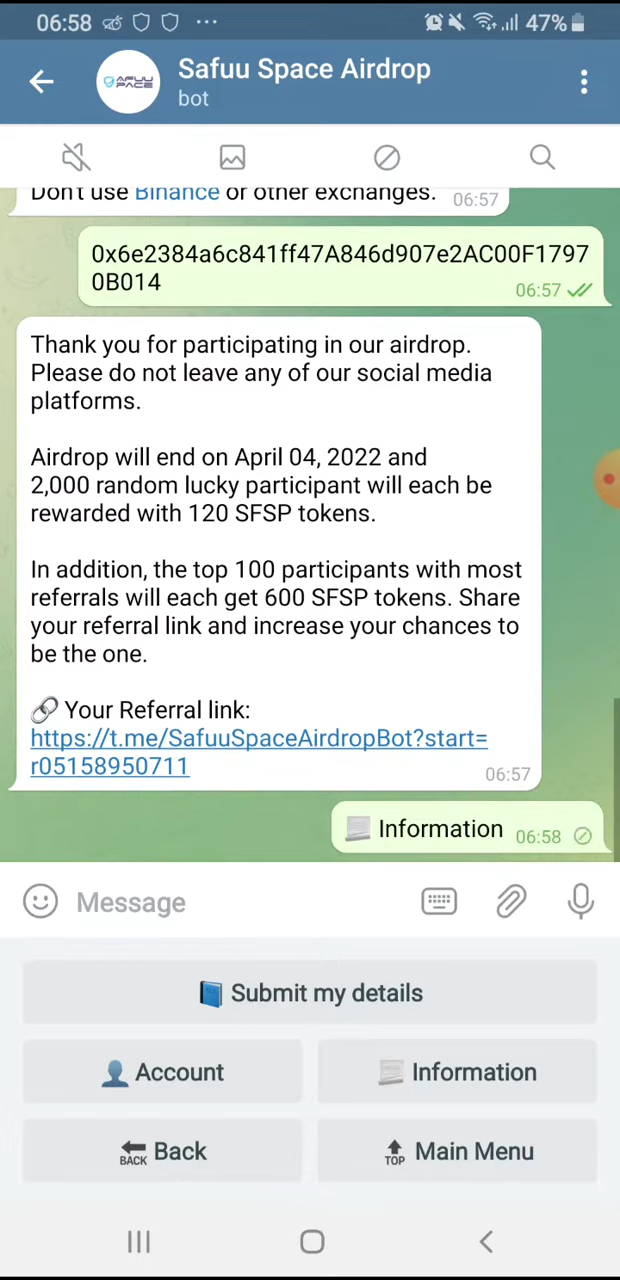 06:58 47%
SAFUU
SPACE
Safuu Space Airdrop
bot
Don't use Binance or other exchanges. 06:57
0x6e2384a6c841ff47A846d907e2AC00F1797
0B014
06:57
Thank you for participating in our airdrop.
Please do not leave any of our social media
platforms.
Airdrop will end on April 04, 2022 and
2,000 random lucky participant will each be
rewarded with 120 SFSP tokens.
In addition, the top 100 participants with most
referrals will each get 600 SFSP tokens. Share
your referral link and increase your chances to
be the one.
Your Referral link:
https://t.me/SafuuSpaceAirdropBot?start=
r05158950711
06:57
Information 06:58
Message
Submit my details
Account
Information
BACK Back
TOP Main Menu